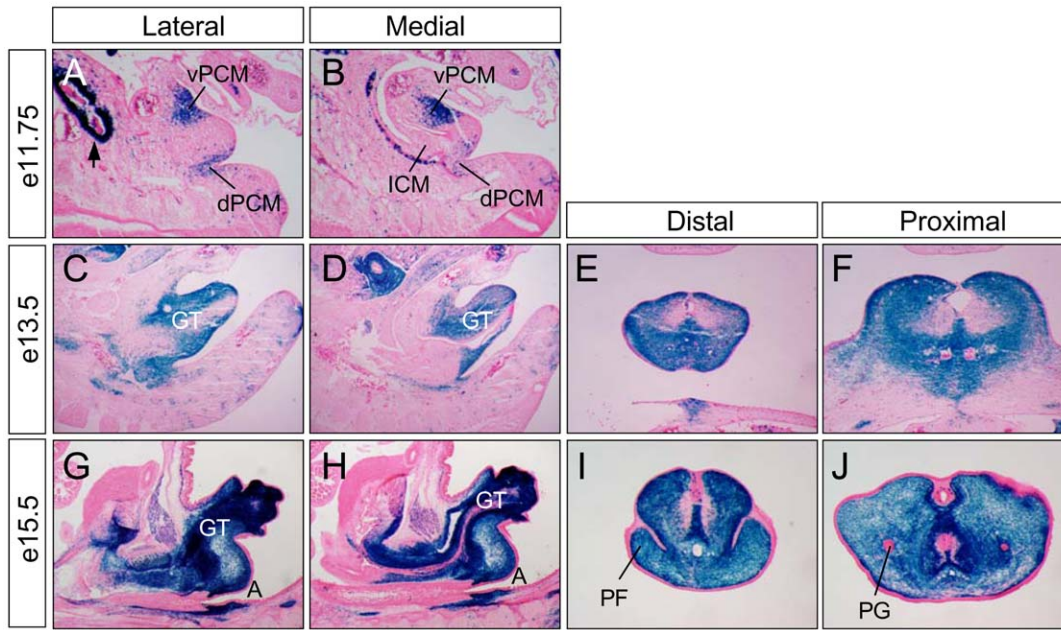 Lateral
Medial
e11.75
A
vPCM
dPCM
B
vPCM
ICM
dPCM
Distal
Proximal
e13.5
C
GT
D
GT
E
F
e15.5
G
GT
A
H
GT
A
I
PF
J
PG